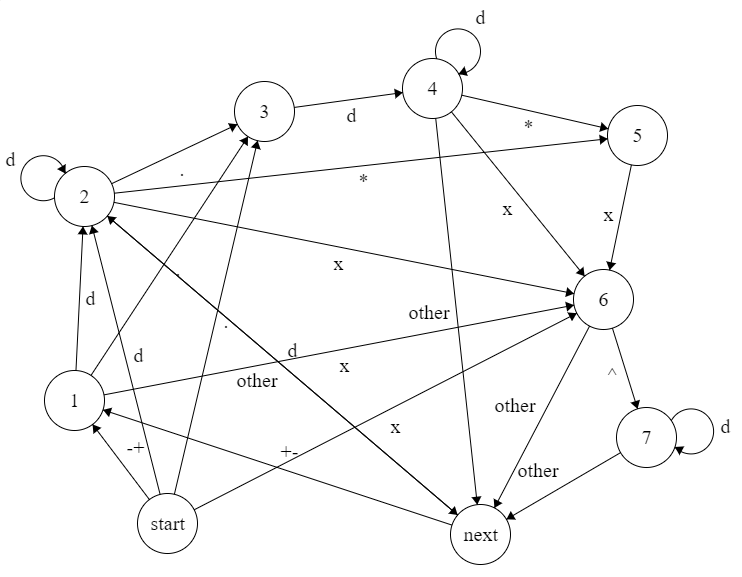 d
4
3
d
*
5
d
.
2
*
x
x
x
other
6
.
.
d
d
d
x
other
^
1
x
other
-+
+-
7
d
other
start
next